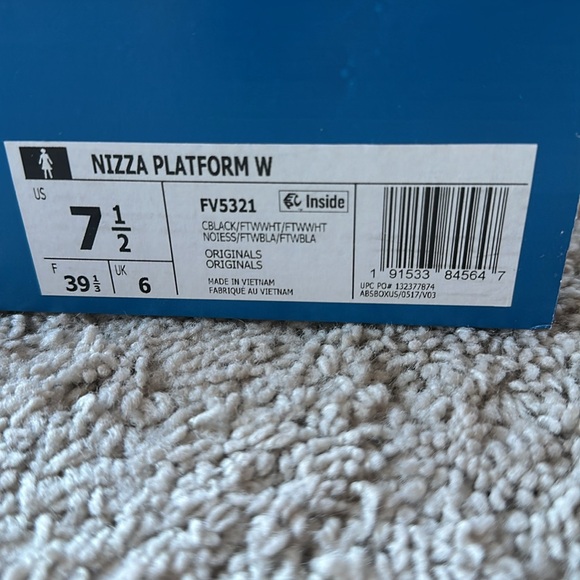 NIZZA PLATFORM W
US
7 1/2
F
39 1/3
UK
6
FV5321
Inside
CBLACK/FTWWHT/FTWWHT
NOIESS/FTWBLA/FTWBLA
ORIGINALS
ORIGINALS
MADE IN VIETNAM
FABRIQUÉ AU VIETNAM
1 91533 84564 7
UPC PO# 132377874
ABSBOXUS/0517/V03